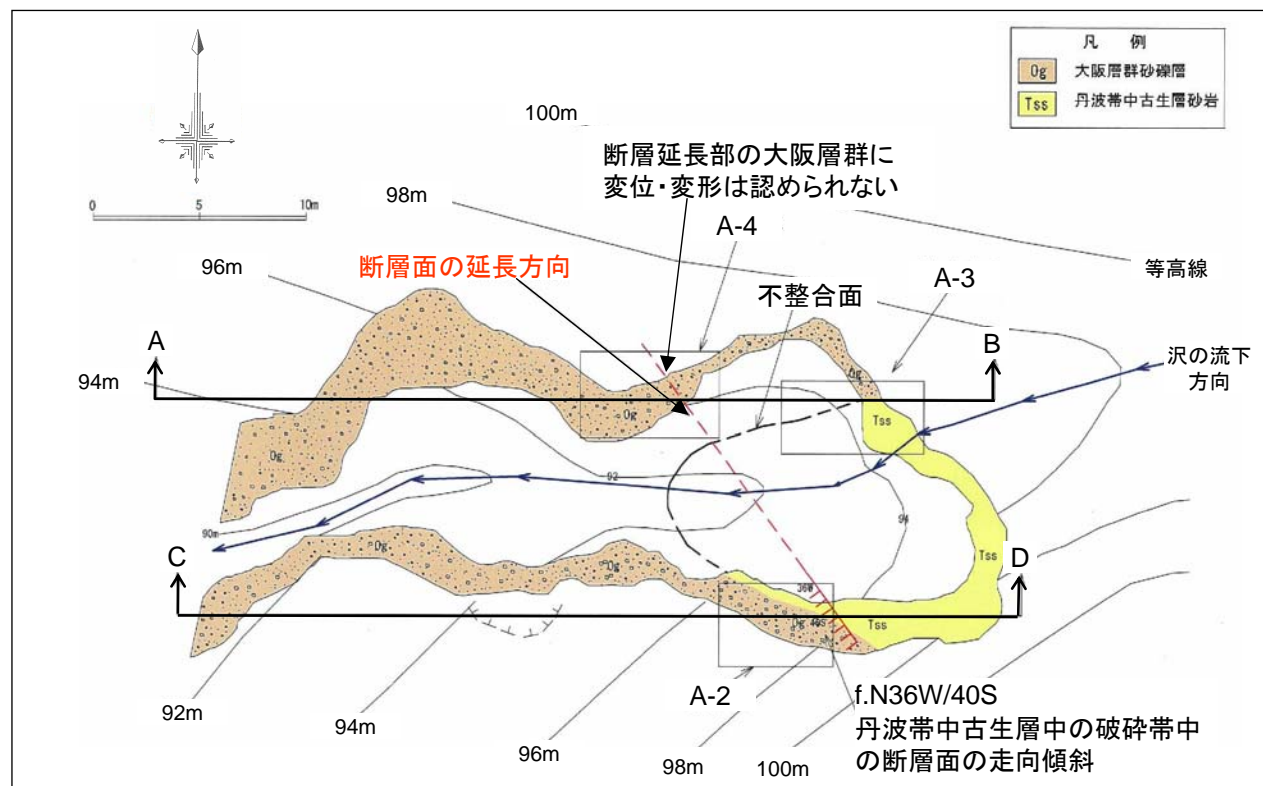 凡 例
Og 大阪層群砂礫層
Tss 丹波帯中古生層砂岩
0 5 10m
100m
断層延長部の大阪層群に
変位・変形は認められない
98m
A-4
96m
断層面の延長方向
不整合面
A-3
等高線
A
B
沢の流下
方向
94m
Og
Og
Tss
Og
92
94
Tss
90m
C
Og
Og
D
Og
Tss
A-2
92m
94m
96m
98m
100m
f.N36W/40S
丹波帯中古生層中の破砕帯中
の断層面の走向傾斜